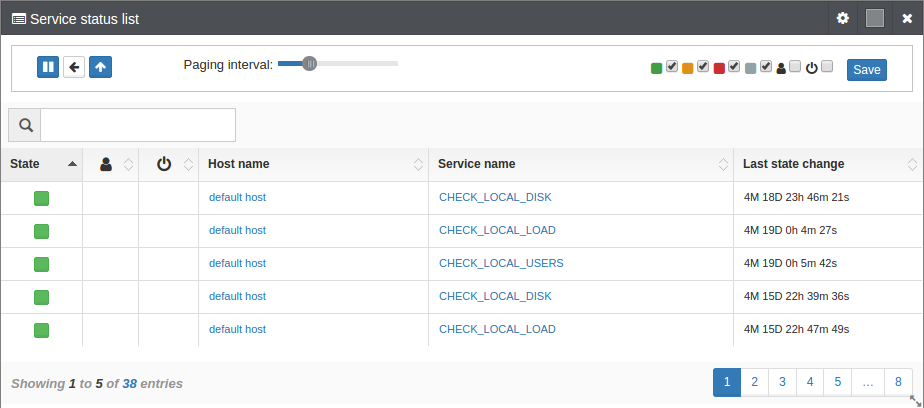 Service status list
Paging interval:
Save
State Host name Service name Last state change
default host CHECK_LOCAL_DISK 4M 18D 23h 46m 21s
default host CHECK_LOCAL_LOAD 4M 19D 0h 4m 27s
default host CHECK_LOCAL_USERS 4M 19D 0h 5m 42s
default host CHECK_LOCAL_DISK 4M 15D 22h 39m 36s
default host CHECK_LOCAL_LOAD 4M 15D 22h 47m 49s
Showing 1 to 5 of 38 entries
1 2 3 4 5 … 8